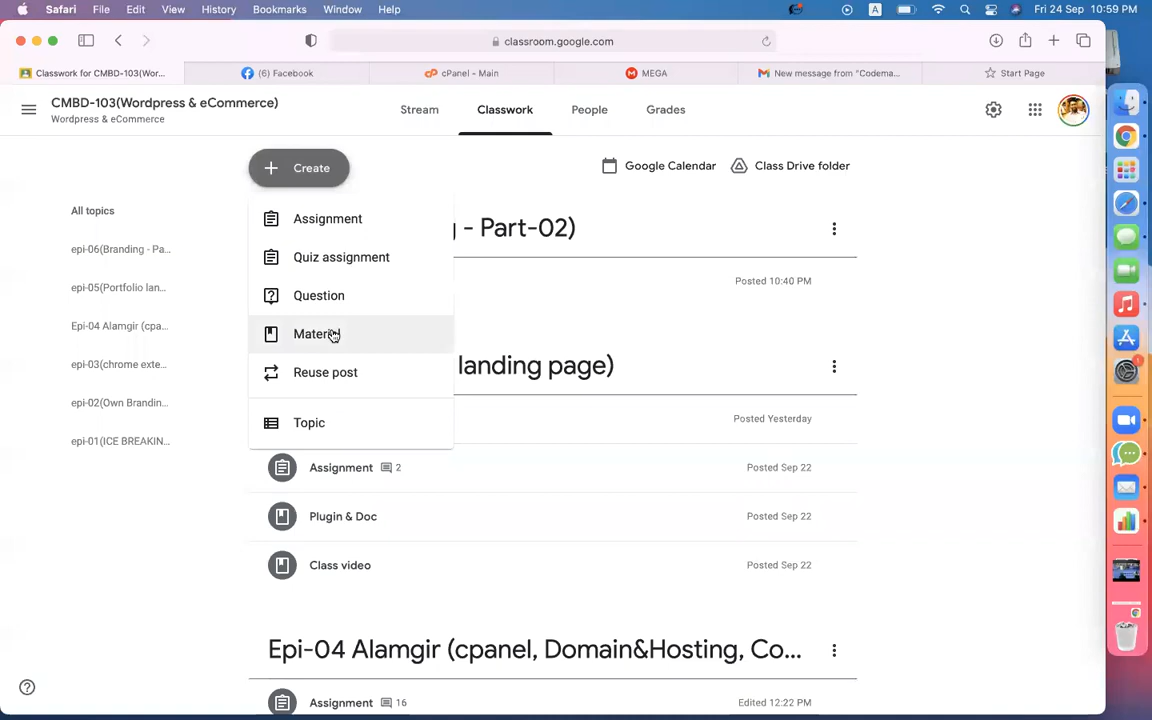 Safari File Edit View History Bookmarks Window Help A Fri 24 Sep 10:59 PM
classroom.google.com
Classwork for CMBD-103(Wor... (6) Facebook cPanel - Main MEGA New message from "Codema... Start Page
CMBD-103(Wordpress & eCommerce)
Wordpress & eCommerce
Stream Classwork People Grades
Create
Google Calendar Class Drive folder
All topics
epi-06(Branding - Pa...
epi-05(Portfolio lan...
Epi-04 Alamgir (cpa...
epi-03(chrome exte...
epi-02(Own Brandin...
epi-01(ICE BREAKIN...
Assignment
Quiz assignment
Question
Material
Reuse post
Topic
- Part-02)
Posted 10:40 PM
landing page)
Posted Yesterday
Assignment 2 Posted Sep 22
Plugin & Doc Posted Sep 22
Class video Posted Sep 22
Epi-04 Alamgir (cpanel, Domain&Hosting, Co...
Assignment 16 Edited 12:22 PM